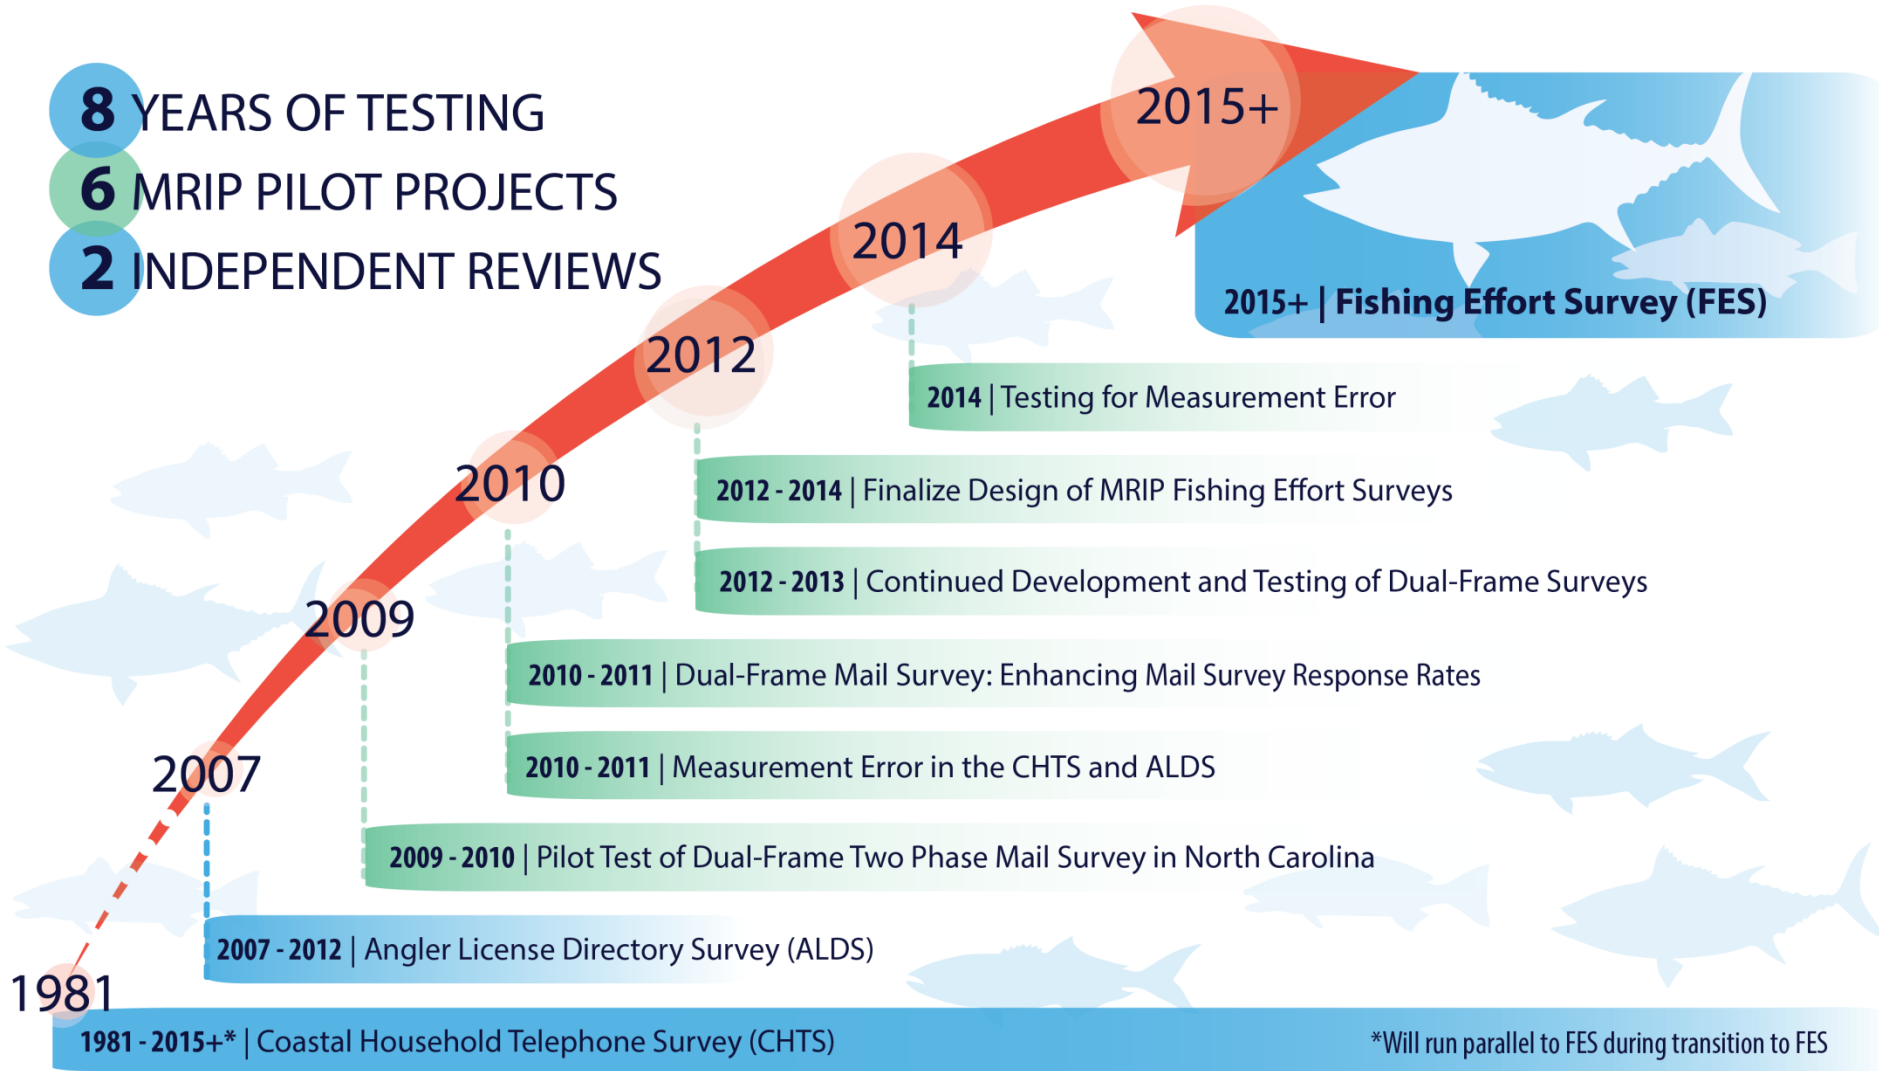 8 YEARS OF TESTING
6 MRIP PILOT PROJECTS
2 INDEPENDENT REVIEWS
2015+
2015+ | Fishing Effort Survey (FES)
2014
2014 | Testing for Measurement Error
2012
2012 - 2014 | Finalize Design of MRIP Fishing Effort Surveys
2012 - 2013 | Continued Development and Testing of Dual-Frame Surveys
2010
2010 - 2011 | Dual-Frame Mail Survey: Enhancing Mail Survey Response Rates
2010 - 2011 | Measurement Error in the CHTS and ALDS
2009
2009 - 2010 | Pilot Test of Dual-Frame Two Phase Mail Survey in North Carolina
2007
2007 - 2012 | Angler License Directory Survey (ALDS)
1981
1981 - 2015+* | Coastal Household Telephone Survey (CHTS)
*Will run parallel to FES during transition to FES